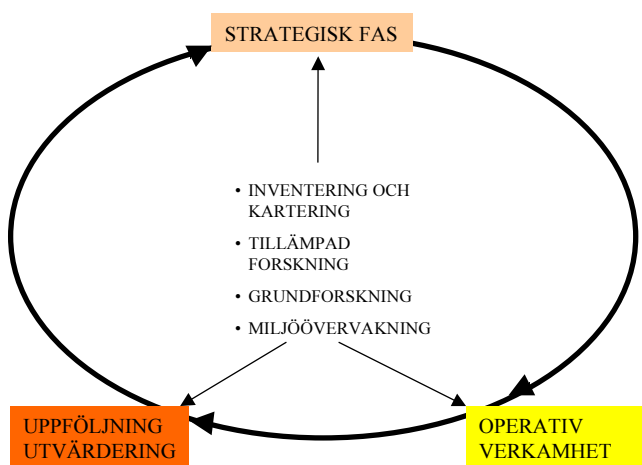 STRATEGISK FAS
• INVENTERING OCH
KARTERING
• TILLÄMPAD
FORSKNING
• GRUNDFORSKNING
• MILJÖÖVERVAKNING
UPPFÖLJNING
UTVÄRDERING
OPERATIV
VERKAMHET